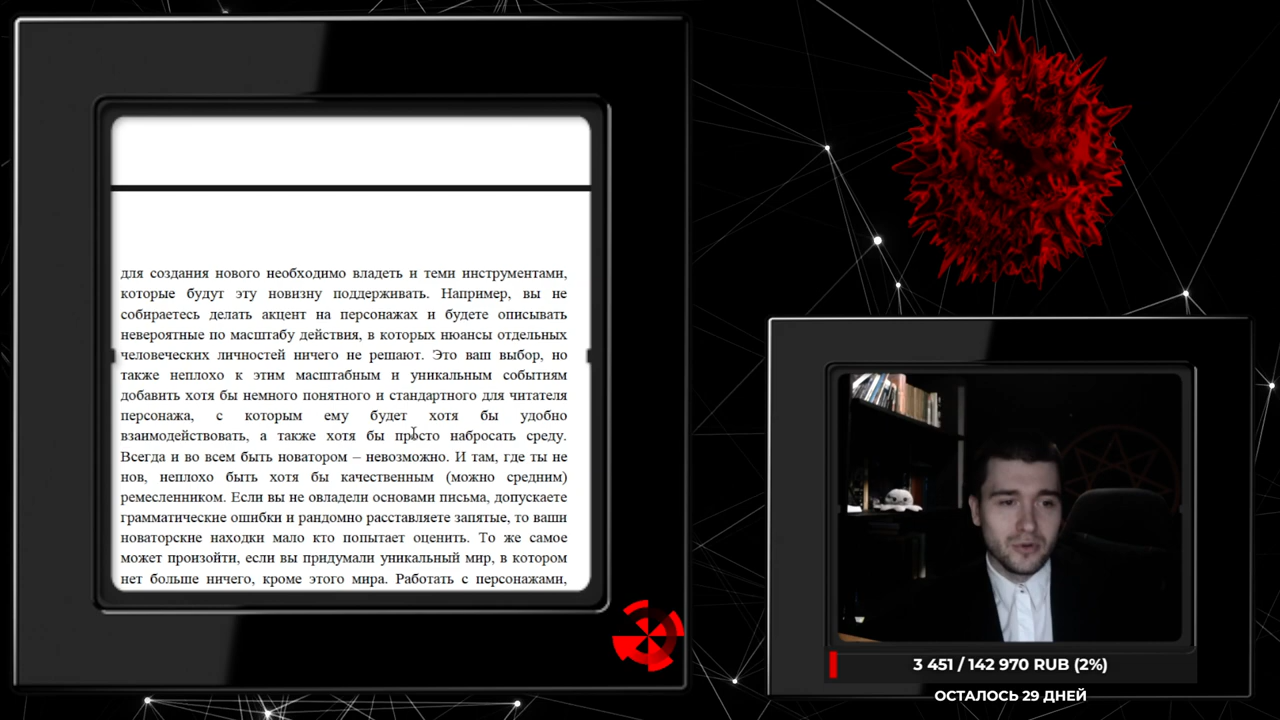 для создания нового необходимо владеть и теми инструментами,
которые будут эту новизну поддерживать. Например, вы не
собираетесь делать акцент на персонажах и будете описывать
невероятные по масштабу действия, в которых нюансы отдельных
человеческих личностей ничего не решают. Это ваш выбор, но
также неплохо к этим масштабным и уникальным событиям
добавить хотя бы немного понятного и стандартного для читателя
персонажа, с которым ему будет хотя бы удобно
взаимодействовать, а также хотя бы просто набросать среду.
Всегда и во всем быть новатором – невозможно. И там, где ты не
нов, неплохо быть хотя бы качественным (можно средним)
ремесленником. Если вы не овладели основами письма, допускаете
грамматические ошибки и рандомно расставляете запятые, то ваши
новаторские находки мало кто попытает оценить. То же самое
может произойти, если вы придумали уникальный мир, в котором
нет больше ничего, кроме этого мира. Работать с персонажами,
3 451 / 142 970 RUB (2%)
ОСТАЛОСЬ 29 ДНЕЙ